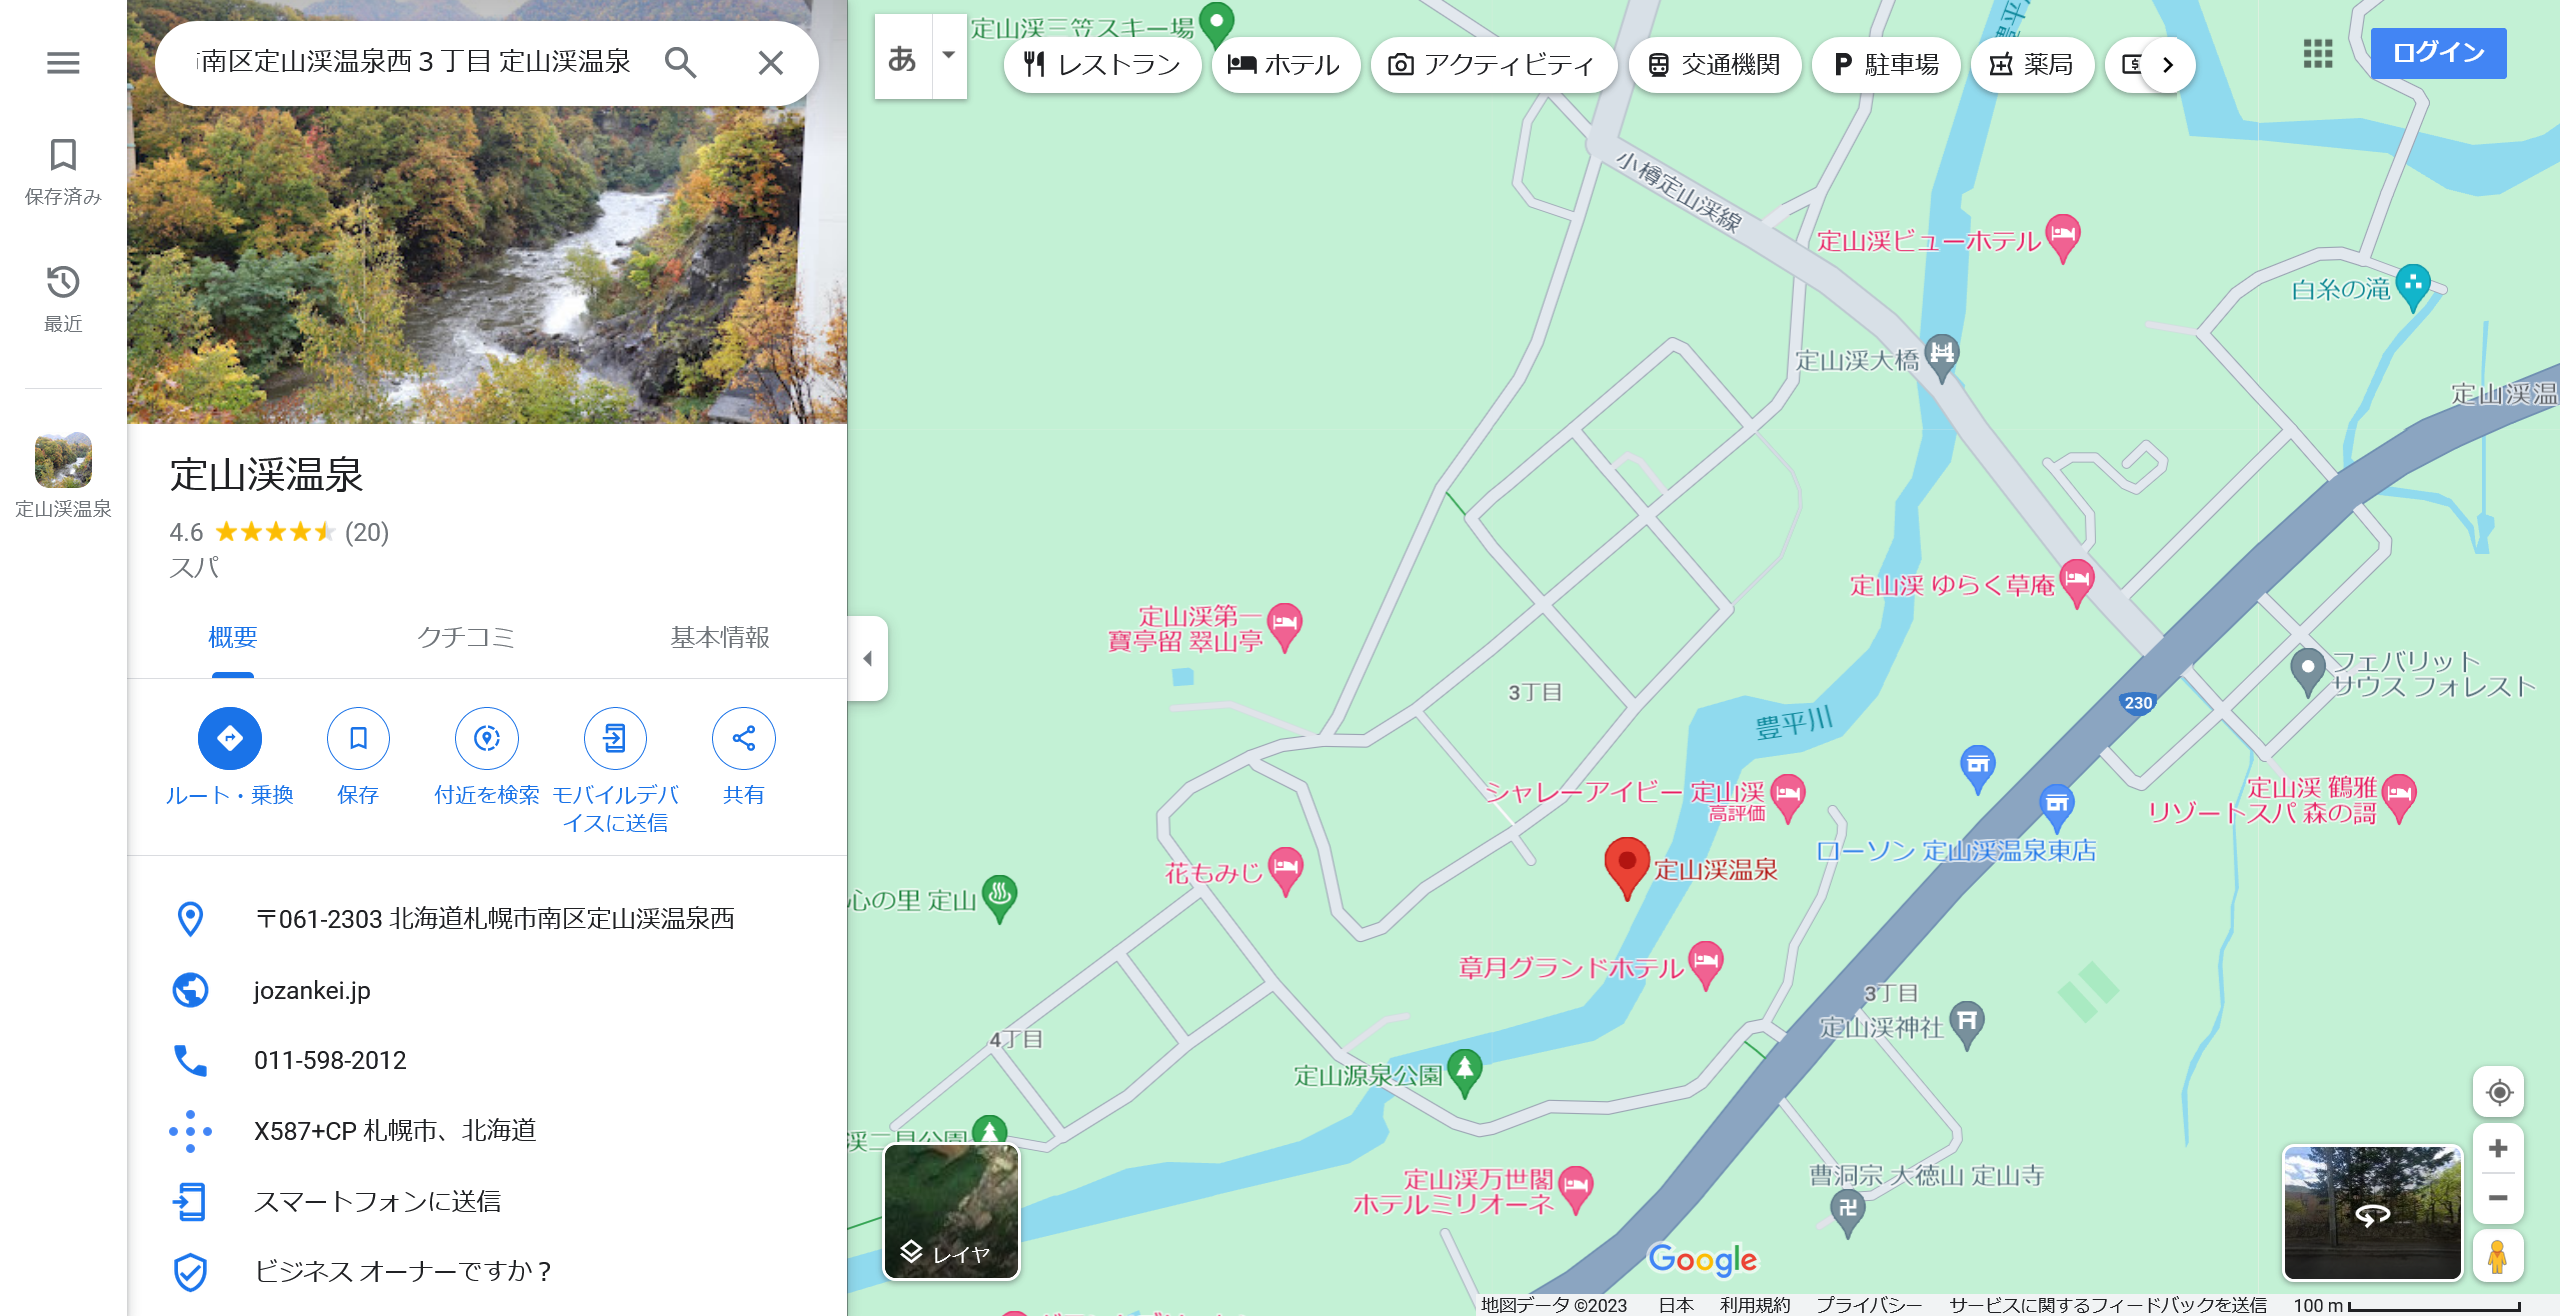 南区定山渓温泉西３丁目 定山渓温泉
保存済み
最近
定山渓温泉
定山渓温泉
4.6 (20)
スパ
概要
クチコミ
基本情報
ルート・乗換
保存
付近を検索
モバイルデバ
イスに送信
共有
〒061-2303 北海道札幌市南区定山渓温泉西
jozankei.jp
011-598-2012
X587+CP 札幌市、北海道
スマートフォンに送信
ビジネス オーナーですか？
あ
定山渓三笠スキー場
レストラン
ホテル
アクティビティ
交通機関
駐車場
薬局
ログイン
小樽定山渓線
定山渓ビューホテル
白糸の滝
定山渓大橋
定山渓温
定山渓 ゆらく草庵
定山渓第一
寶亭留 翠山亭
3丁目
豊平川
230
フェバリット
サウス フォレスト
シャレーアイビー 定山渓
高評価
定山渓 鶴雅
リゾートスパ 森の謌
ローソン 定山渓温泉東店
花もみじ
定山渓温泉
心の里 定山
章月グランドホテル
3丁目
定山渓神社
4丁目
定山源泉公園
渓二見公園
定山渓万世閣
ホテルミリオーネ
曹洞宗 大徳山 定山寺
レイヤ
Google
地図データ ©2023 日本 利用規約 プライバシー サービスに関するフィードバックを送信 100 m